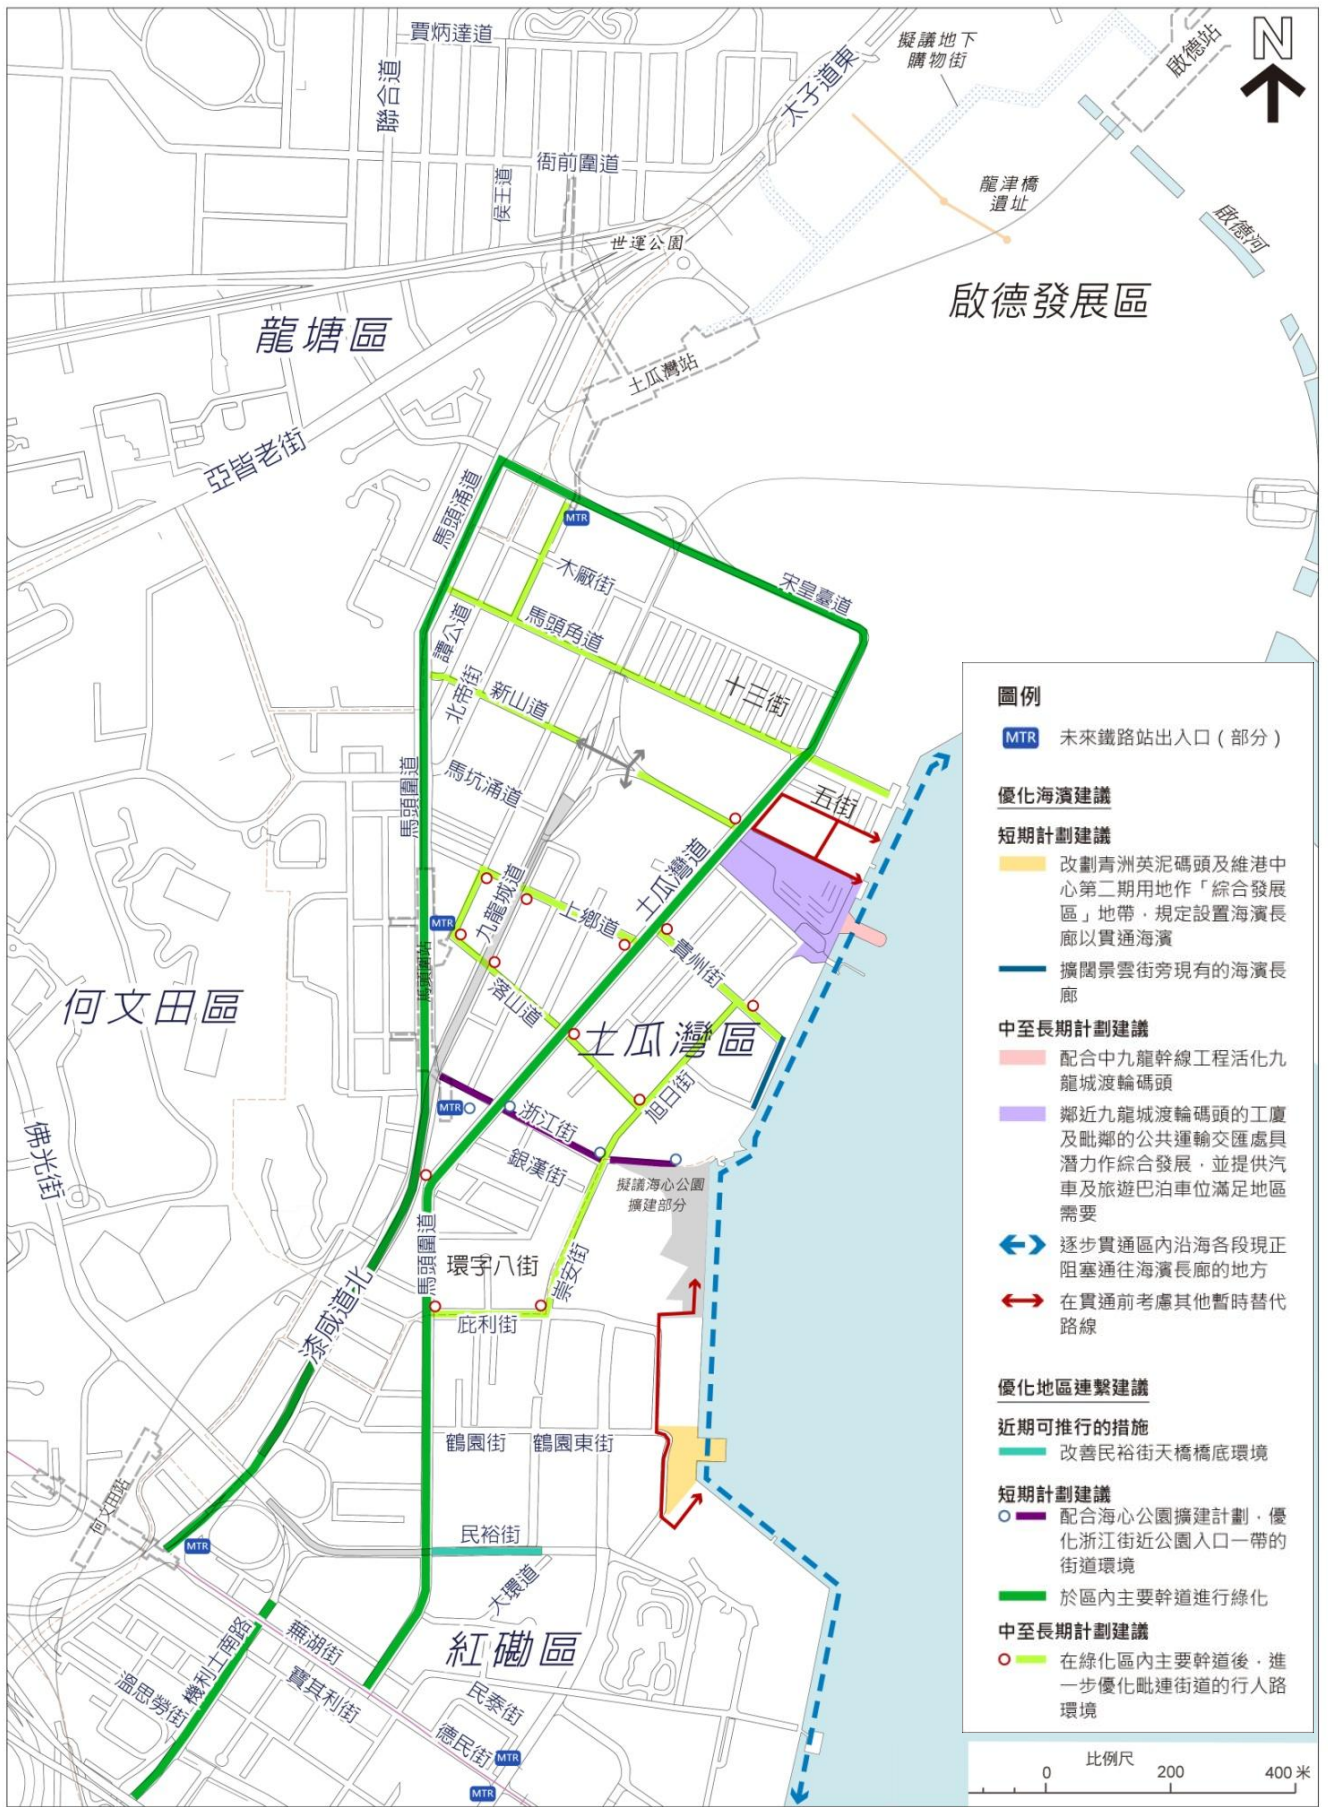 N
賈炳達道
聯合道
太子道東
擬議地下
購物街
啟德站
衙前圍道
侯王道
世運公園
龍津橋
遺址
啟德河
啟德發展區
龍塘區
土瓜灣站
亞皆老街
馬頭涌道
MTR
木廠街
宋皇臺道
譚公道
馬頭角道
北帝街
新山道
十三街
馬頭圍道
馬坑涌道
五街
土瓜灣道
九龍城道
上鄉道
MTR
馬頭圍站
貴州街
落山道
何文田區
土瓜灣區
旭日街
MTR
浙江街
銀漢街
佛光街
擬議海心公園
擴建部分
馬頭圍道
環字八街
崇安街
漆咸道北
庇利街
鶴園街
鶴園東街
何文田站
MTR
民裕街
大環道
紅磡區
蕪湖街
機利士南路
寶其利街
溫思勞街
民泰街
德民街
MTR
MTR
圖例
MTR 未來鐵路站出入口（部分）
優化海濱建議
短期計劃建議
改劃青洲英泥碼頭及維港中
心第二期用地作「綜合發展
區」地帶，規定設置海濱長
廊以貫通海濱
擴闊景雲街旁現有的海濱長
廊
中至長期計劃建議
配合中九龍幹線工程活化九
龍城渡輪碼頭
鄰近九龍城渡輪碼頭的工廈
及毗鄰的公共運輸交匯處具
潛力作綜合發展，並提供汽
車及旅遊巴泊車位滿足地區
需要
逐步貫通區內沿海各段現正
阻塞通往海濱長廊的地方
在貫通前考慮其他暫時替代
路線
優化地區連繫建議
近期可推行的措施
改善民裕街天橋橋底環境
短期計劃建議
配合海心公園擴建計劃，優
化浙江街近公園入口一帶的
街道環境
於區內主要幹道進行綠化
中至長期計劃建議
在綠化區內主要幹道後，進
一步優化毗連街道的行人路
環境
比例尺
0 200 400 米